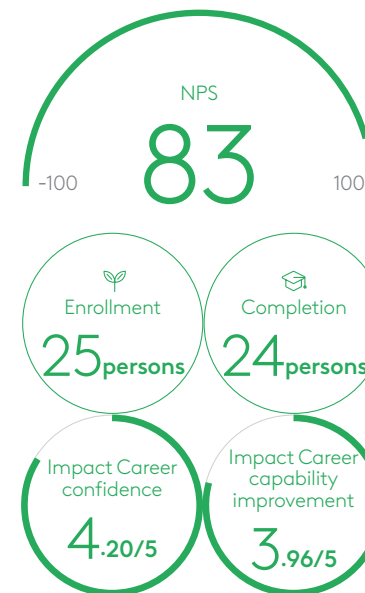 NPS
83
-100
100
Enrollment
25persons
Completion
24persons
Impact Career
confidence
4.20/5
Impact Career
capability
improvement
3.96/5